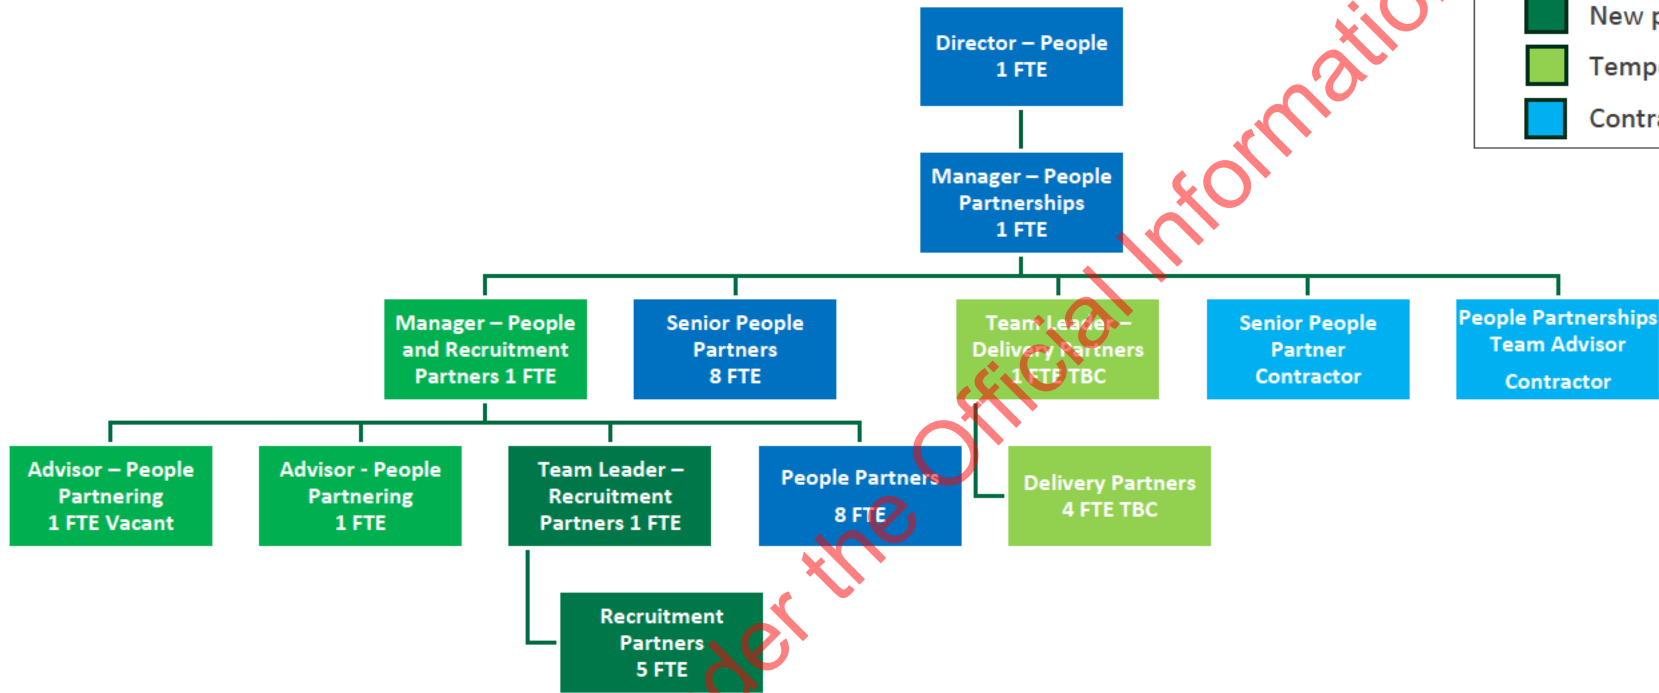 New
Director – People
1 FTE
Manager – People
Partnerships
1 FTE
Manager – People
and Recruitment
Partners 1 FTE
Senior People
Partners
8 FTE
Team Leader –
Delivery Partners
1 FTE TBC
Senior People
Partner
Contractor
People Partnerships
Team Advisor
Contractor
Advisor – People
Partnering
1 FTE Vacant
Advisor - People
Partnering
1 FTE
Team Leader –
Recruitment
Partners 1 FTE
People Partners
8 FTE
Delivery Partners
4 FTE TBC
Recruitment
Partners
5 FTE
the Official Information